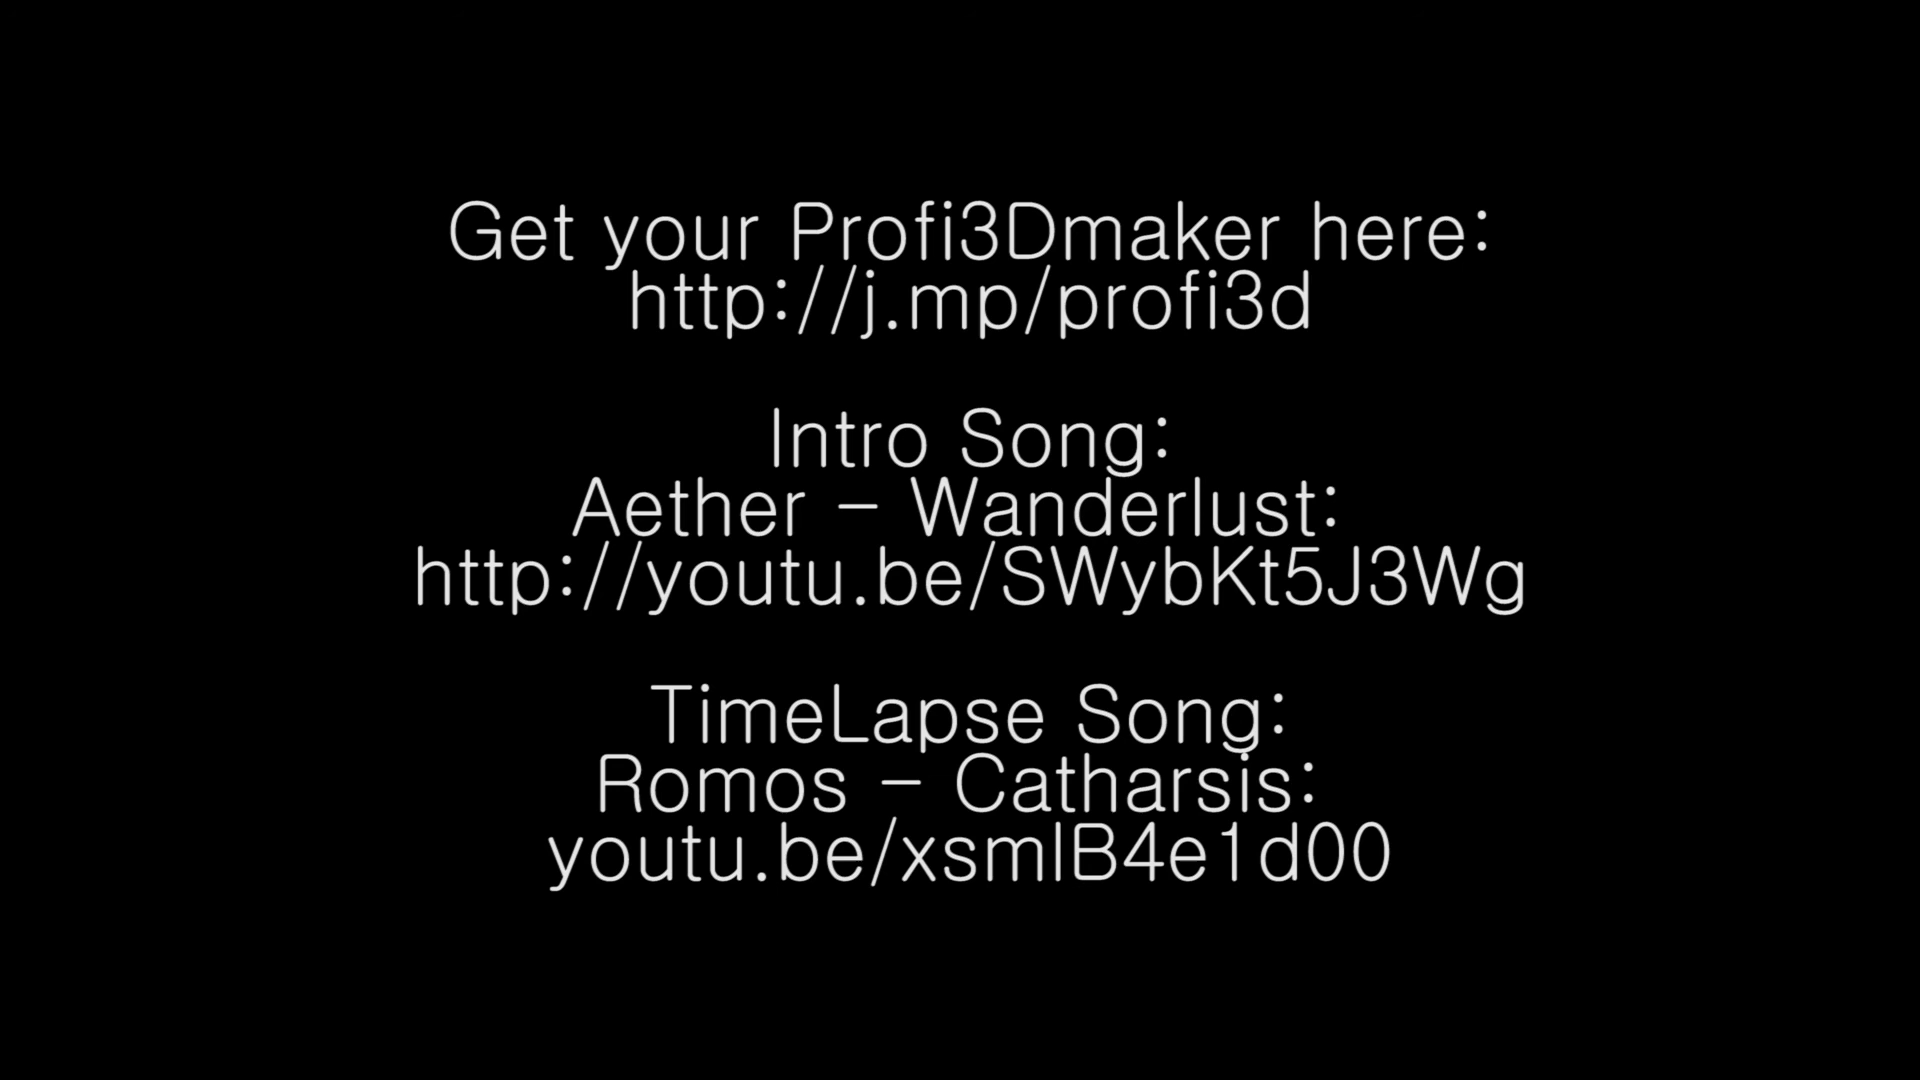 Get your Profi3Dmaker here:
http://j.mp/profi3d
Intro Song:
Aether - Wanderlust:
http://youtu.be/SWybKt5J3Wg
TimeLapse Song:
Romos - Catharsis:
youtu.be/xsmlB4e1d00